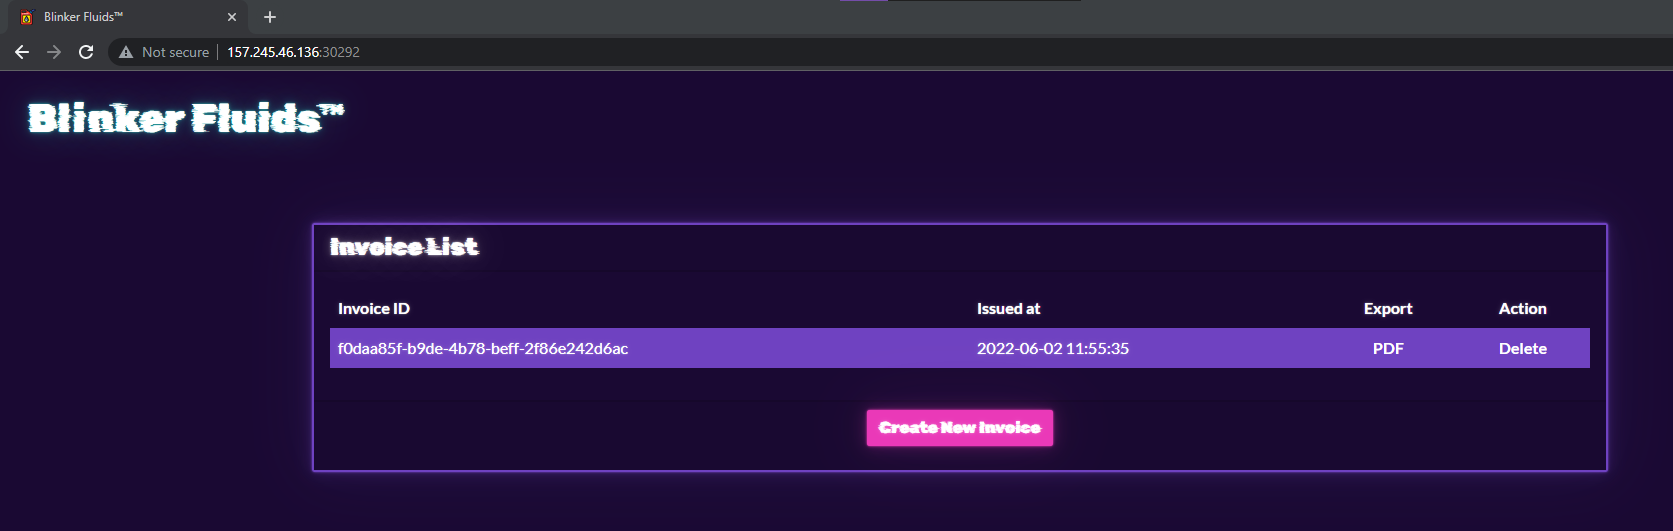 Blinker Fluids™
Not secure 157.245.46.136:30292
Blinker Fluids™
Invoice List
Invoice ID Issued at Export Action
f0daa85f-b9de-4b78-beff-2f86e242d6ac 2022-06-02 11:55:35 PDF Delete
Create New Invoice